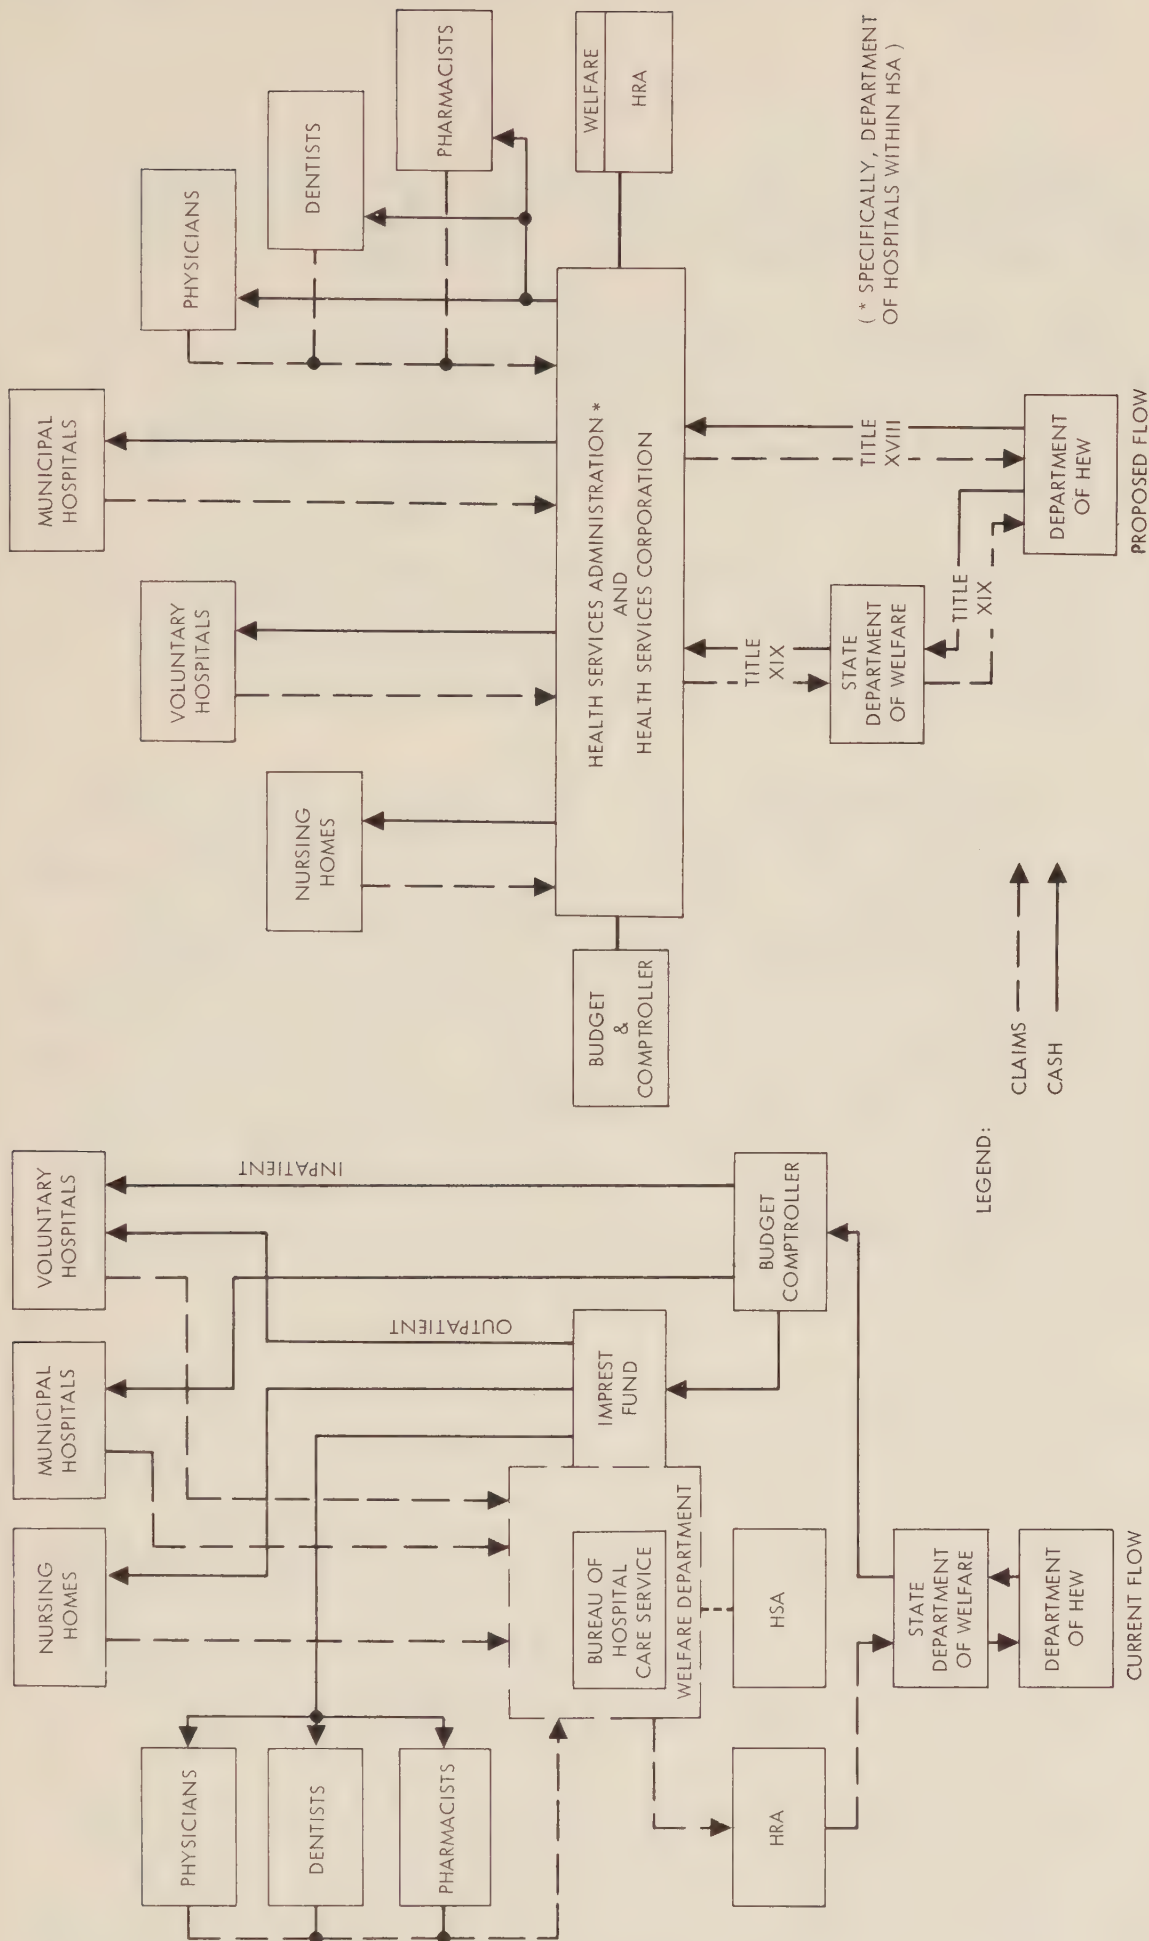 PHYSICIANS
DENTISTS
PHARMACISTS
NURSING
HOMES
MUNICIPAL
HOSPITALS
VOLUNTARY
HOSPITALS
OUTPATIENT
INPATIENT
BUREAU OF
HOSPITAL
CARE SERVICE
WELFARE DEPARTMENT
IMPREST
FUND
BUDGET
COMPTROLLER
HRA
HSA
STATE
DEPARTMENT
OF WELFARE
DEPARTMENT
OF HEW
CURRENT FLOW
LEGEND:
CLAIMS
CASH
NURSING
HOMES
VOLUNTARY
HOSPITALS
MUNICIPAL
HOSPITALS
PHYSICIANS
DENTISTS
PHARMACISTS
BUDGET
&
COMPTROLLER
HEALTH SERVICES ADMINISTRATION *
AND
HEALTH SERVICES CORPORATION
WELFARE
HRA
TITLE
XIX
TITLE
XVIII
STATE
DEPARTMENT
OF WELFARE
TITLE
XIX
DEPARTMENT
OF HEW
( * SPECIFICALLY, DEPARTMENT
OF HOSPITALS WITHIN HSA )
PROPOSED FLOW